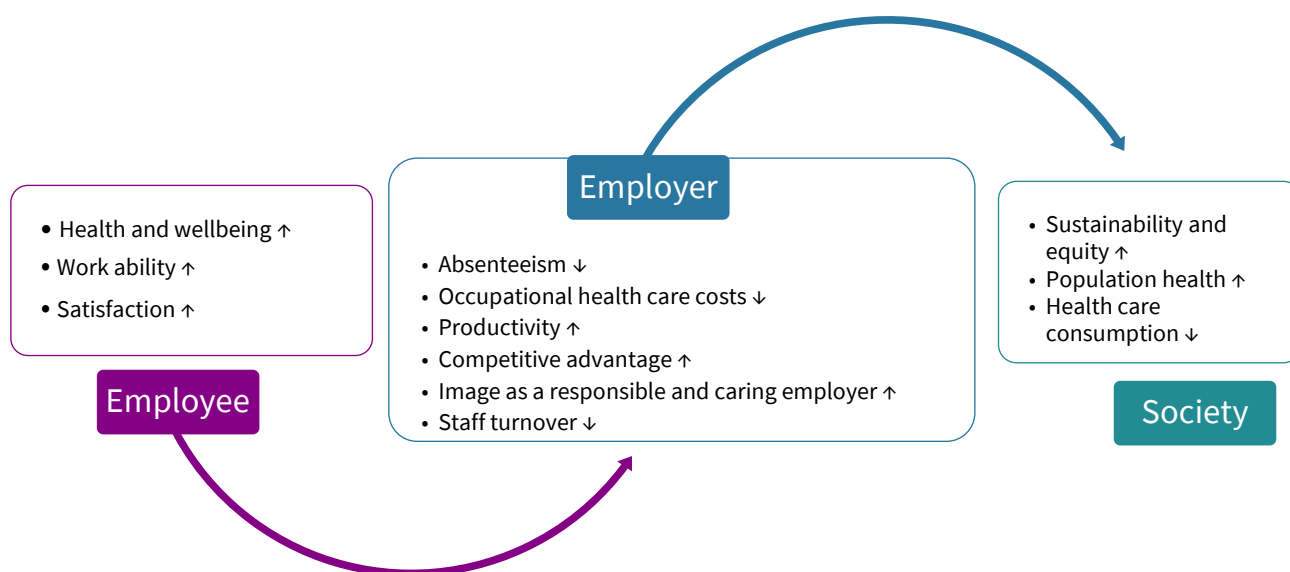 • Health and wellbeing ↑
• Work ability ↑
• Satisfaction ↑
Employee
Employer
• Absenteeism ↓
• Occupational health care costs ↓
• Productivity ↑
• Competitive advantage ↑
• Image as a responsible and caring employer ↑
• Staff turnover ↓
• Sustainability and
equity ↑
• Population health ↑
• Health care
consumption ↓
Society